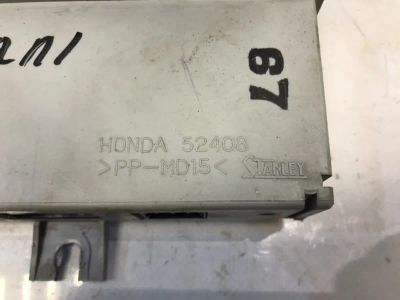 67
HONDA 52408
>PP-MD15< STANLEY